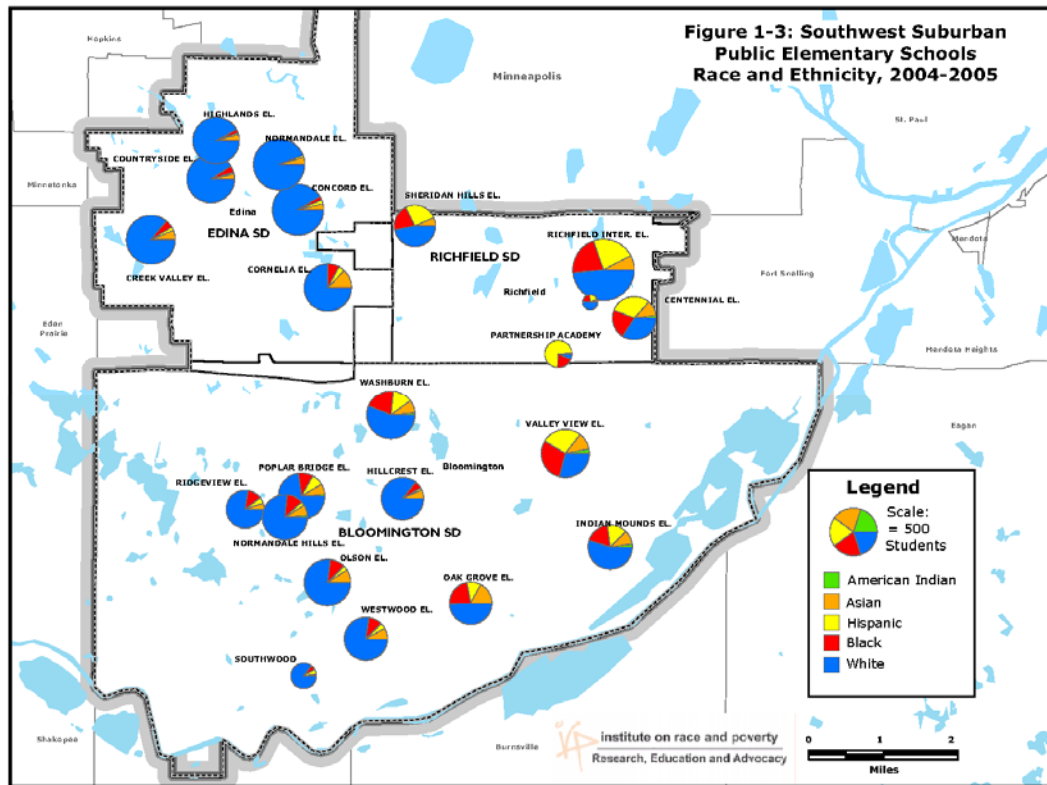 Figure 1-3: Southwest Suburban
Public Elementary Schools
Race and Ethnicity, 2004-2005
Hopkins
Minneapolis
St. Paul
HIGHLANDS EL.
NORMANDALE EL.
COUNTRYSIDE EL.
Minnetonka
CONCORD EL.
SHERIDAN HILLS EL.
Edina
EDINA SD
RICHFIELD INTER. EL.
Mendota
RICHFIELD SD
CREEK VALLEY EL.
CORNELIA EL.
Fort Snelling
Richfield
CENTENNIAL EL.
Eden
Prairie
PARTNERSHIP ACADEMY
Mendota Heights
WASHBURN EL.
VALLEY VIEW EL.
Eagan
POPLAR BRIDGE EL.
HILLCREST EL.
Bloomington
RIDGEVIEW EL.
NORMANDALE HILLS EL.
BLOOMINGTON SD
INDIAN MOUNDS EL.
OLSON EL.
OAK GROVE EL.
WESTWOOD EL.
SOUTHWOOD
Legend
Scale:
= 500
Students
American Indian
Asian
Hispanic
Black
White
Shakopee
Burnsville
institute on race and poverty
Research, Education and Advocacy
0 1 2
Miles